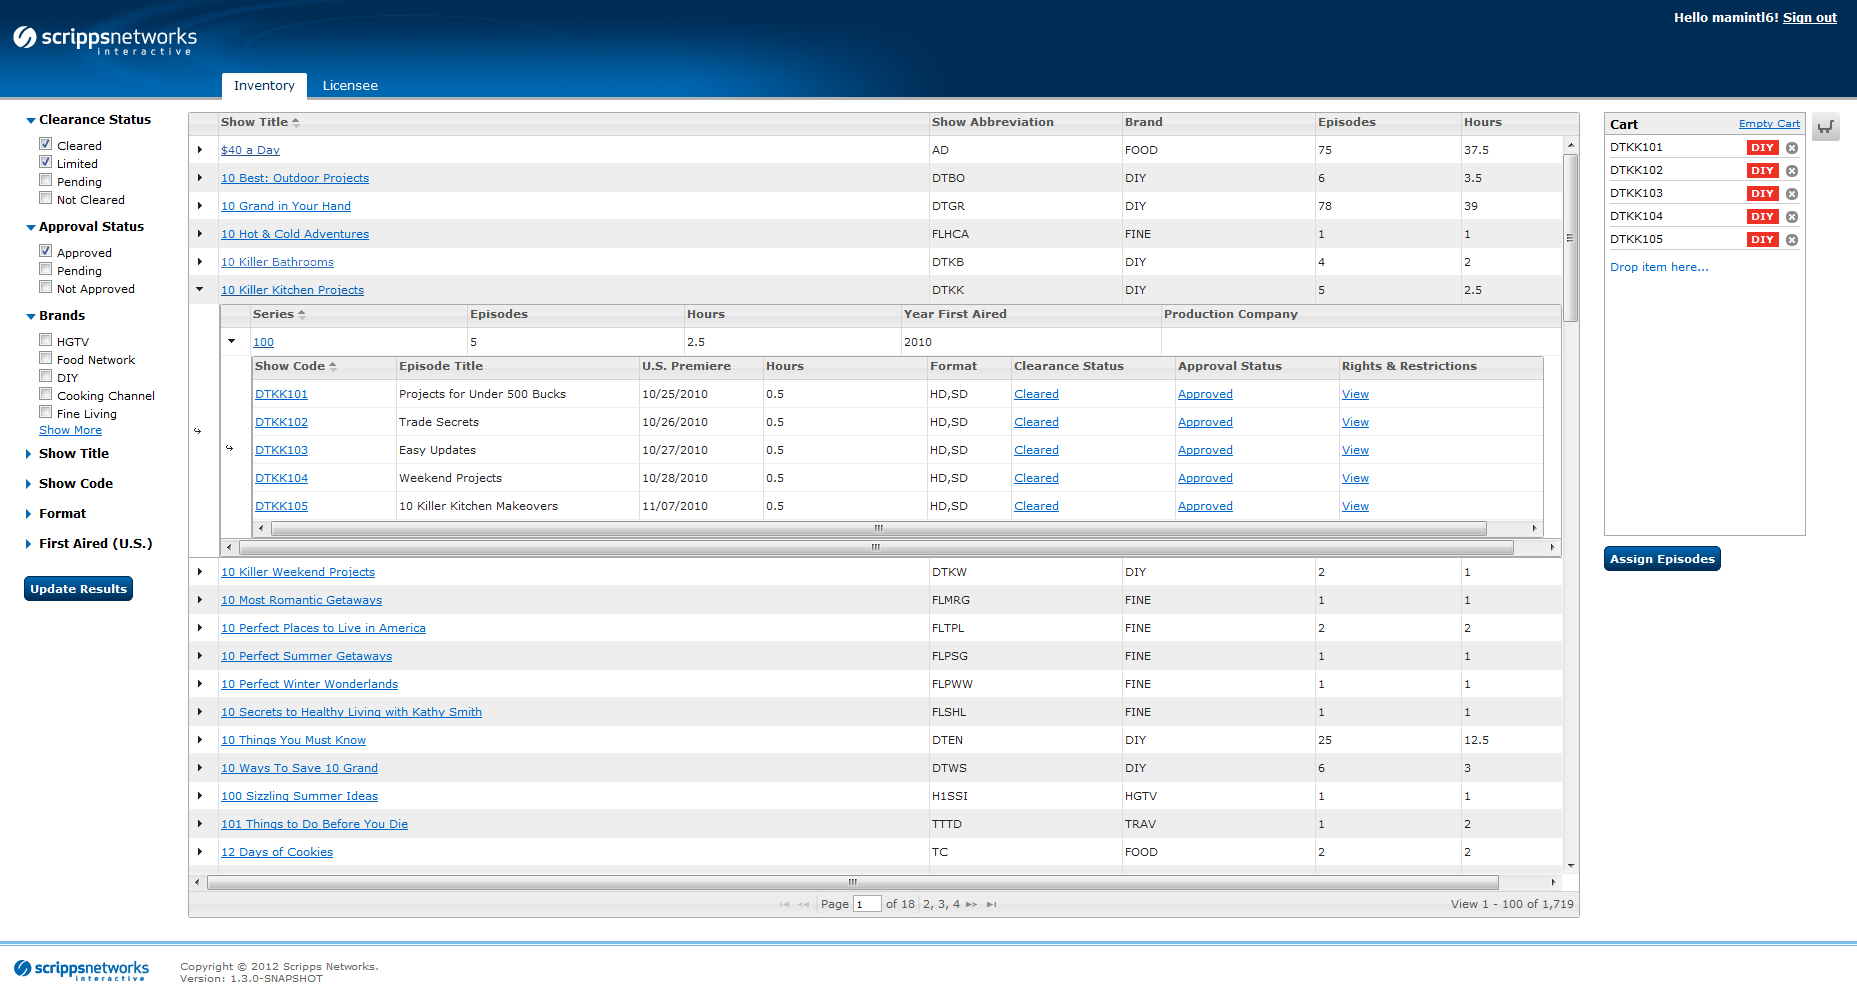 Hello mamintl6! Sign out
scrippsnetworks
interactive
Inventory Licensee
Clearance Status
Cleared
Limited
Pending
Not Cleared
Approval Status
Approved
Pending
Not Approved
Brands
HGTV
Food Network
DIY
Cooking Channel
Fine Living
Show More
Show Title
Show Code
Format
First Aired (U.S.)
Update Results
Show Title Show Abbreviation Brand Episodes Hours
$40 a Day AD FOOD 75 37.5
10 Best: Outdoor Projects DTBO DIY 6 3.5
10 Grand in Your Hand DTGR DIY 78 39
10 Hot & Cold Adventures FLHCA FINE 1 1
10 Killer Bathrooms DTKB DIY 4 2
10 Killer Kitchen Projects DTKK DIY 5 2.5
Series Episodes Hours Year First Aired Production Company
100 5 2.5 2010
Show Code Episode Title U.S. Premiere Hours Format Clearance Status Approval Status Rights & Restrictions
DTKK101 Projects for Under 500 Bucks 10/25/2010 0.5 HD,SD Cleared Approved View
DTKK102 Trade Secrets 10/26/2010 0.5 HD,SD Cleared Approved View
DTKK103 Easy Updates 10/27/2010 0.5 HD,SD Cleared Approved View
DTKK104 Weekend Projects 10/28/2010 0.5 HD,SD Cleared Approved View
DTKK105 10 Killer Kitchen Makeovers 11/07/2010 0.5 HD,SD Cleared Approved View
10 Killer Weekend Projects DTKW DIY 2 1
10 Most Romantic Getaways FLMRG FINE 1 1
10 Perfect Places to Live in America FLTPL FINE 2 2
10 Perfect Summer Getaways FLPSG FINE 1 1
10 Perfect Winter Wonderlands FLPWW FINE 1 1
10 Secrets to Healthy Living with Kathy Smith FLSHL FINE 1 1
10 Things You Must Know DTEN DIY 25 12.5
10 Ways To Save 10 Grand DTWS DIY 6 3
100 Sizzling Summer Ideas H1SSI HGTV 1 1
101 Things to Do Before You Die TTTD TRAV 1 2
12 Days of Cookies TC FOOD 2 2
Page 1 of 18 2, 3, 4 View 1 - 100 of 1,719
Cart Empty Cart
DTKK101 DIY
DTKK102 DIY
DTKK103 DIY
DTKK104 DIY
DTKK105 DIY
Drop item here...
Assign Episodes
scrippsnetworks
interactive
Copyright © 2012 Scripps Networks.
Version: 1.3.0-SNAPSHOT